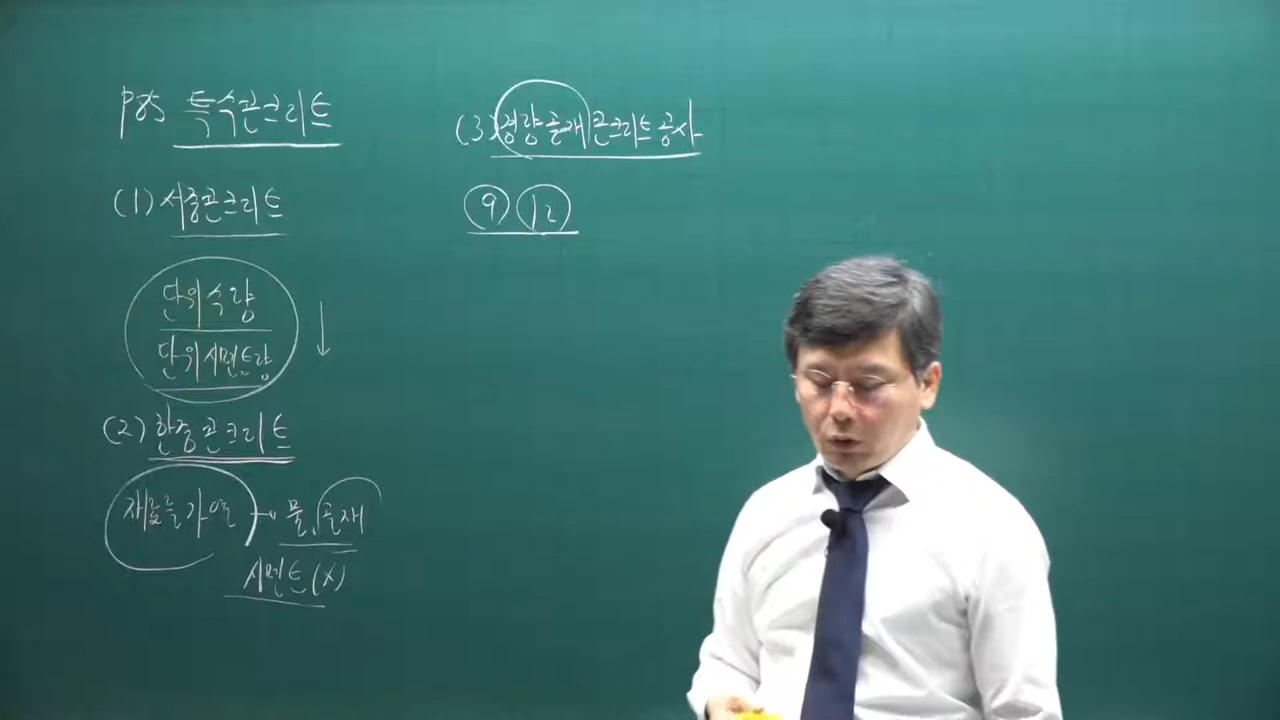 P85 특수콘크리트
(1) 서중콘크리트
단위수량
단위시멘트량 ↓
(2) 한중콘크리트
재료를가열 → 물, 골재
시멘트(x)
(3) 경량골재콘크리트공사
⑨ ⑫